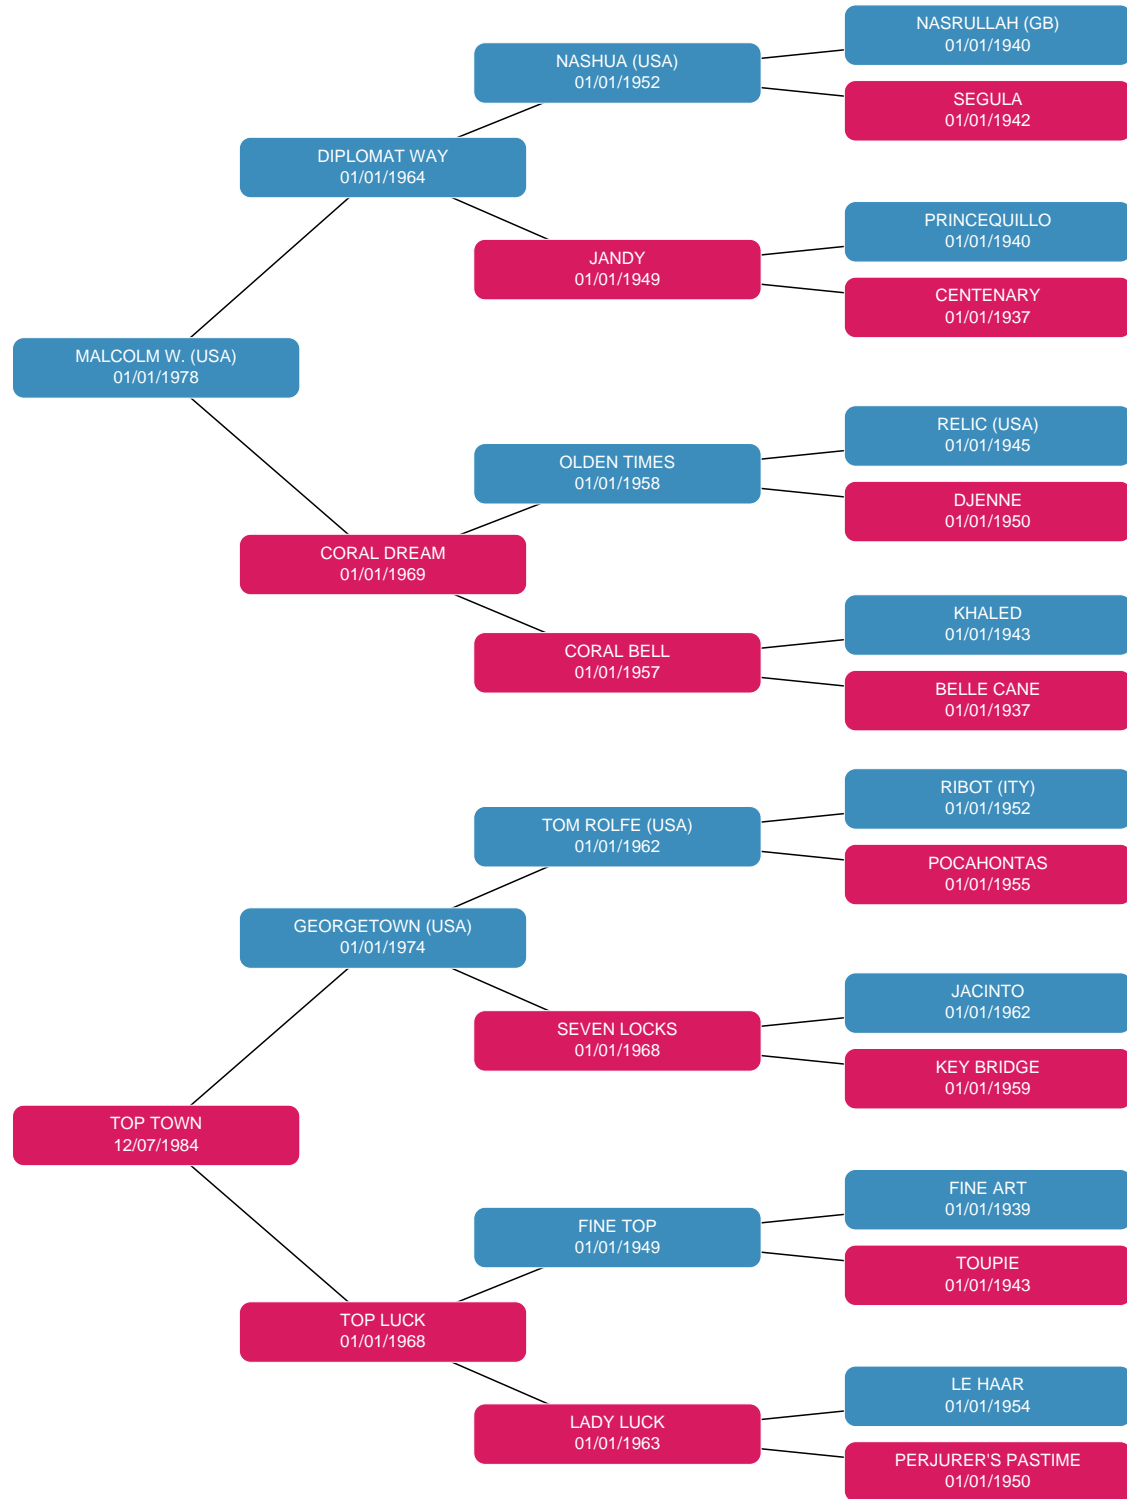 NASRULLAH (GB)
01/01/1940
NASHUA (USA)
01/01/1952
SEGULA
01/01/1942
DIPLOMAT WAY
01/01/1964
PRINCEQUILLO
01/01/1940
JANDY
01/01/1949
CENTENARY
01/01/1937
MALCOLM W. (USA)
01/01/1978
RELIC (USA)
01/01/1945
OLDEN TIMES
01/01/1958
DJENNE
01/01/1950
CORAL DREAM
01/01/1969
KHALED
01/01/1943
CORAL BELL
01/01/1957
BELLE CANE
01/01/1937
RIBOT (ITY)
01/01/1952
TOM ROLFE (USA)
01/01/1962
POCAHONTAS
01/01/1955
GEORGETOWN (USA)
01/01/1974
JACINTO
01/01/1962
SEVEN LOCKS
01/01/1968
KEY BRIDGE
01/01/1959
TOP TOWN
12/07/1984
FINE ART
01/01/1939
FINE TOP
01/01/1949
TOUPIE
01/01/1943
TOP LUCK
01/01/1968
LE HAAR
01/01/1954
LADY LUCK
01/01/1963
PERJURER'S PASTIME
01/01/1950